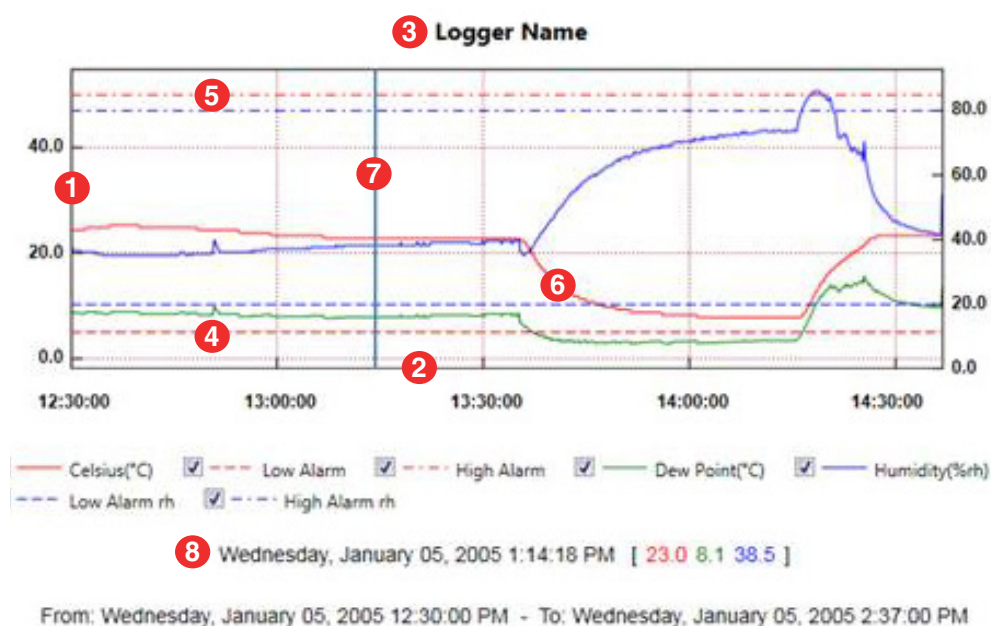 3 Logger Name
5
80.0
40.0
7
60.0
1
20.0
40.0
6
20.0
4
0.0
2
0.0
12:30:00 13:00:00 13:30:00 14:00:00 14:30:00
Celsius(°C) Low Alarm High Alarm Dew Point(°C) Humidity(%rh)
Low Alarm rh High Alarm rh
8 Wednesday, January 05, 2005 1:14:18 PM [ 23.0 8.1 38.5 ]
From: Wednesday, January 05, 2005 12:30:00 PM - To: Wednesday, January 05, 2005 2:37:00 PM